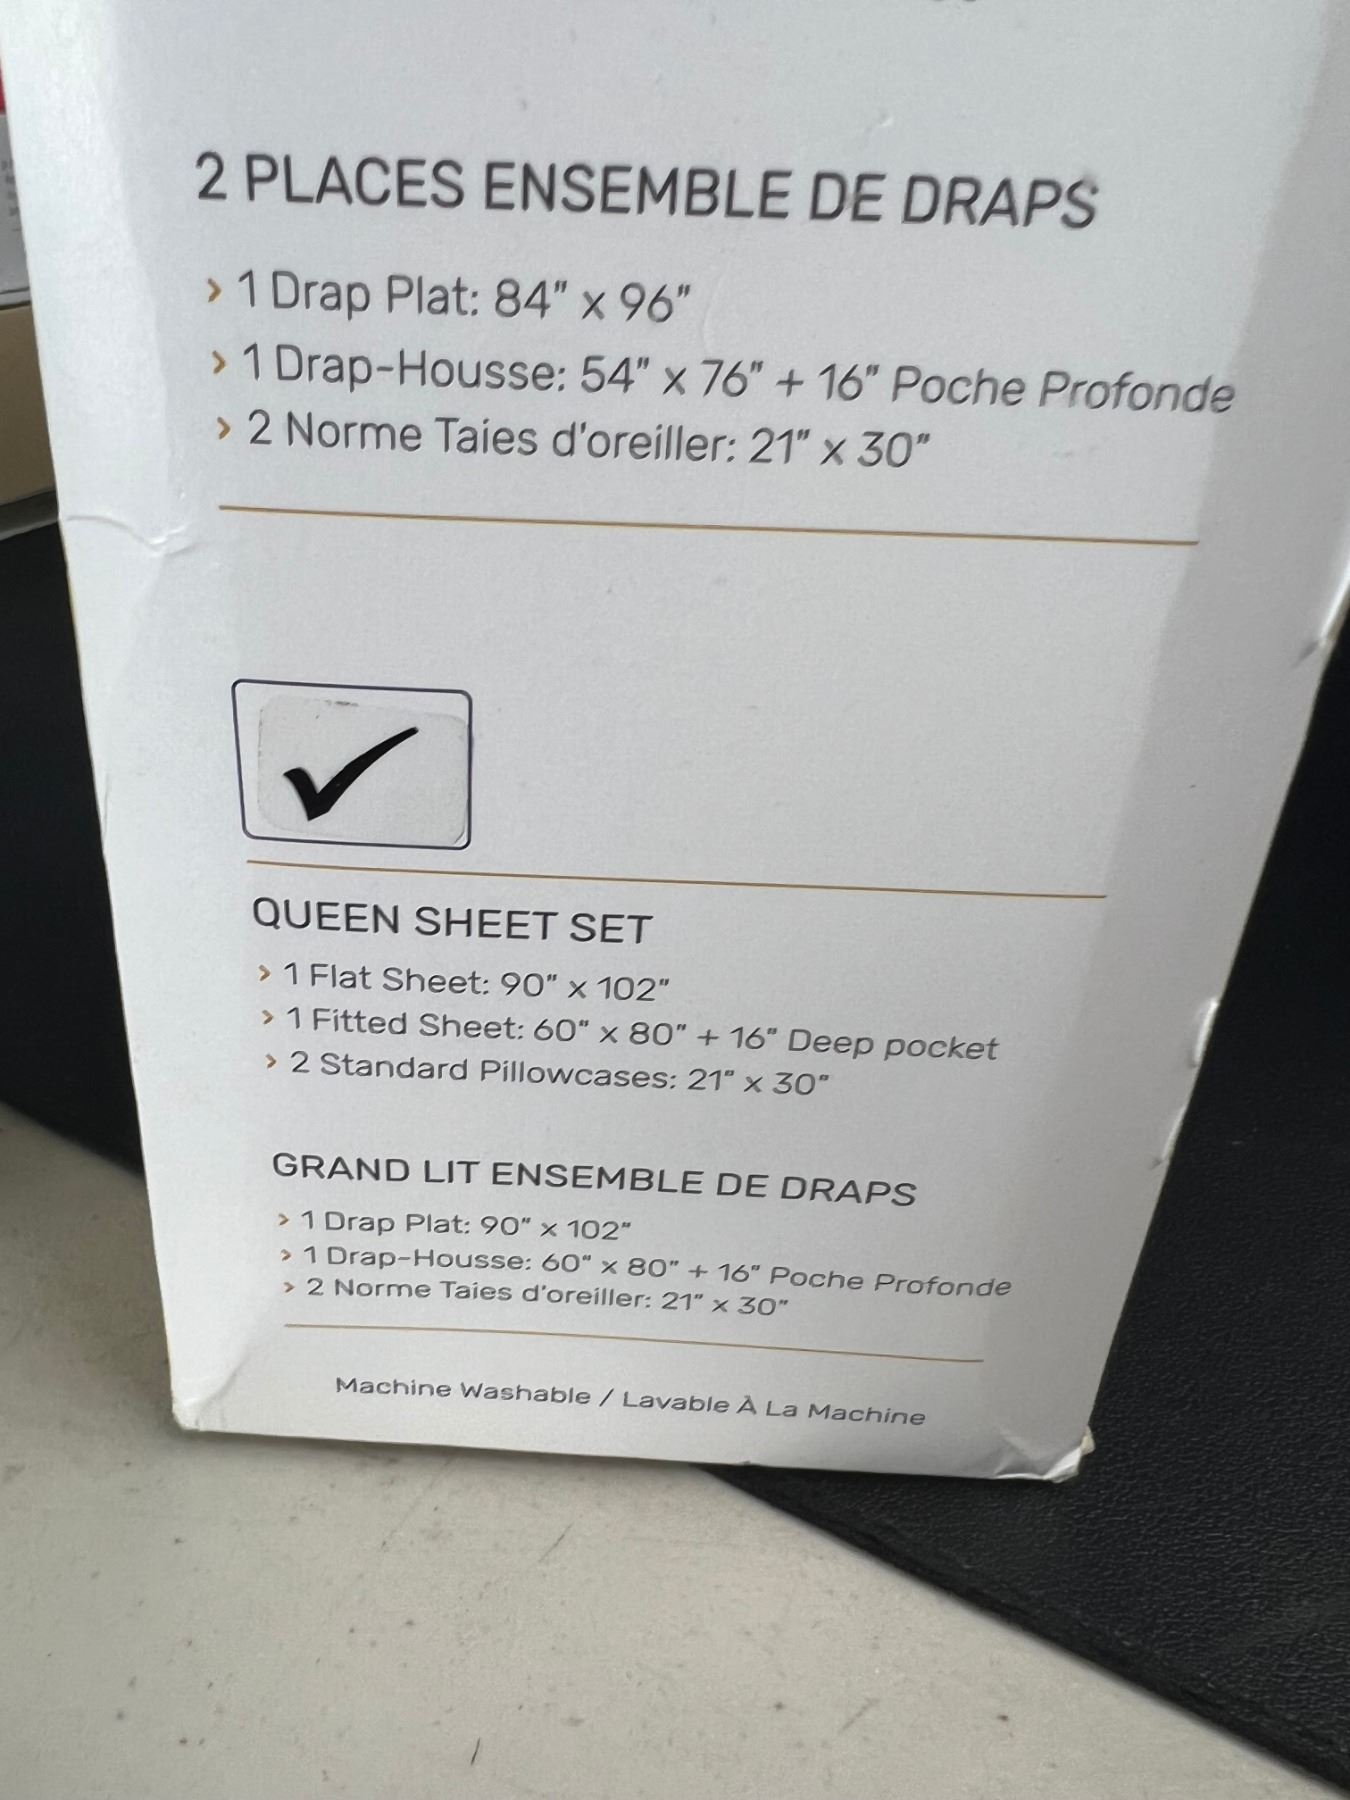 2 PLACES ENSEMBLE DE DRAPS
› 1 Drap Plat: 84" x 96"
› 1 Drap-Housse: 54" x 76" + 16" Poche Profonde
› 2 Norme Taies d'oreiller: 21" x 30"
QUEEN SHEET SET
› 1 Flat Sheet: 90" x 102"
› 1 Fitted Sheet: 60" x 80" + 16" Deep pocket
› 2 Standard Pillowcases: 21" x 30"
GRAND LIT ENSEMBLE DE DRAPS
› 1 Drap Plat: 90" x 102"
› 1 Drap-Housse: 60" x 80" + 16" Poche Profonde
› 2 Norme Taies d'oreiller: 21" x 30"
Machine Washable / Lavable À La Machine